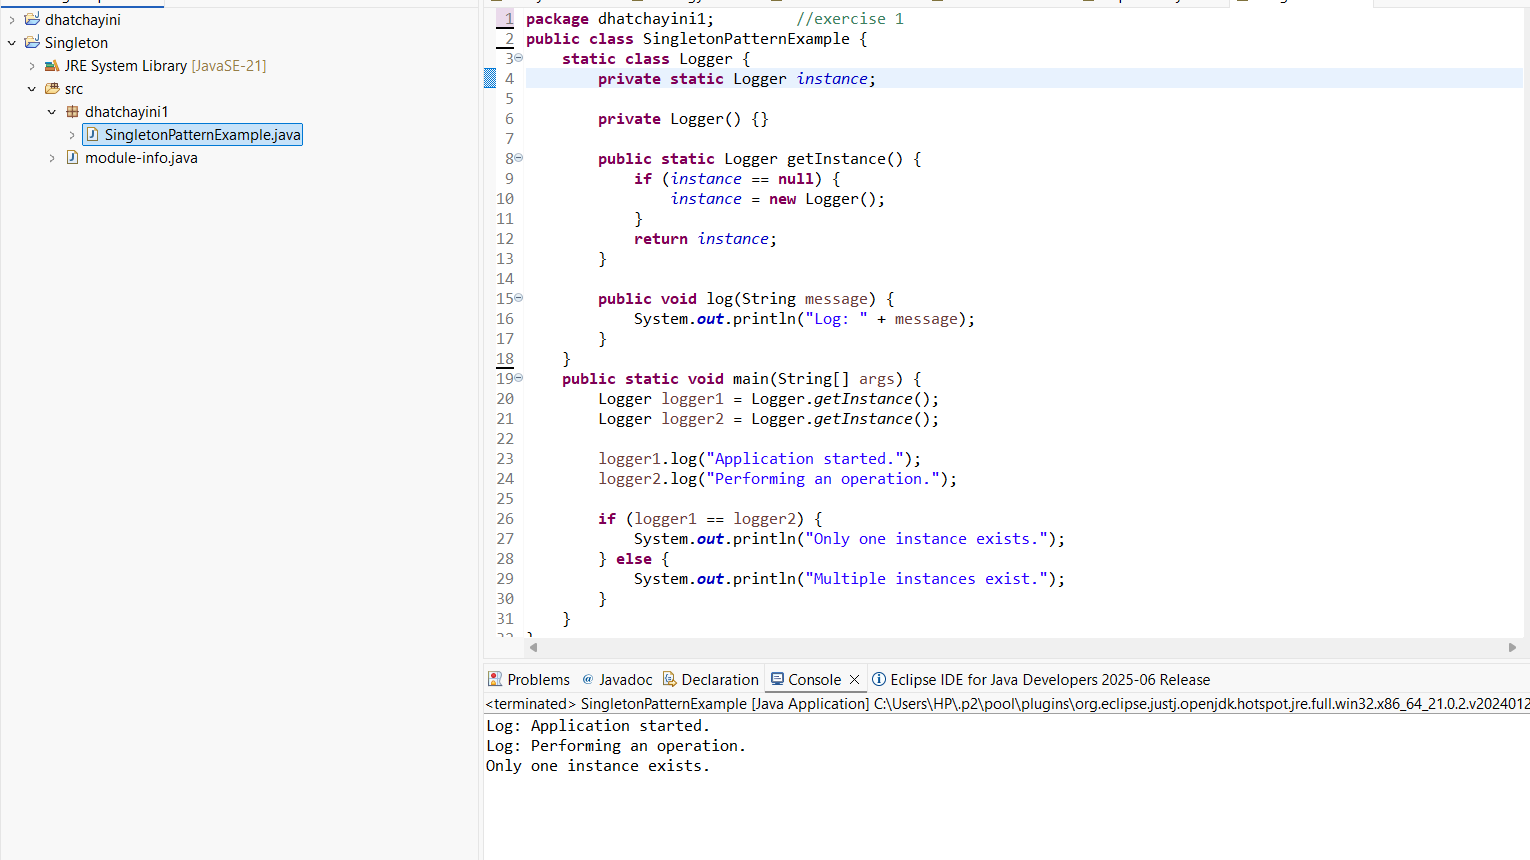 dhatchayini
Singleton
JRE System Library [JavaSE-21]
src
dhatchayini1
SingletonPatternExample.java
module-info.java
1 package dhatchayini1;         //exercise 1
2 public class SingletonPatternExample {
3     static class Logger {
4         private static Logger instance;
5
6         private Logger() {}
7
8         public static Logger getInstance() {
9             if (instance == null) {
10                 instance = new Logger();
11             }
12             return instance;
13         }
14
15         public void log(String message) {
16             System.out.println("Log: " + message);
17         }
18     }
19     public static void main(String[] args) {
20         Logger logger1 = Logger.getInstance();
21         Logger logger2 = Logger.getInstance();
22
23         logger1.log("Application started.");
24         logger2.log("Performing an operation.");
25
26         if (logger1 == logger2) {
27             System.out.println("Only one instance exists.");
28         } else {
29             System.out.println("Multiple instances exist.");
30         }
31     }
Problems @ Javadoc Declaration Console Eclipse IDE for Java Developers 2025-06 Release
<terminated> SingletonPatternExample [Java Application] C:\Users\HP\.p2\pool\plugins\org.eclipse.justj.openjdk.hotspot.jre.full.win32.x86_64_21.0.2.v2024012
Log: Application started.
Log: Performing an operation.
Only one instance exists.